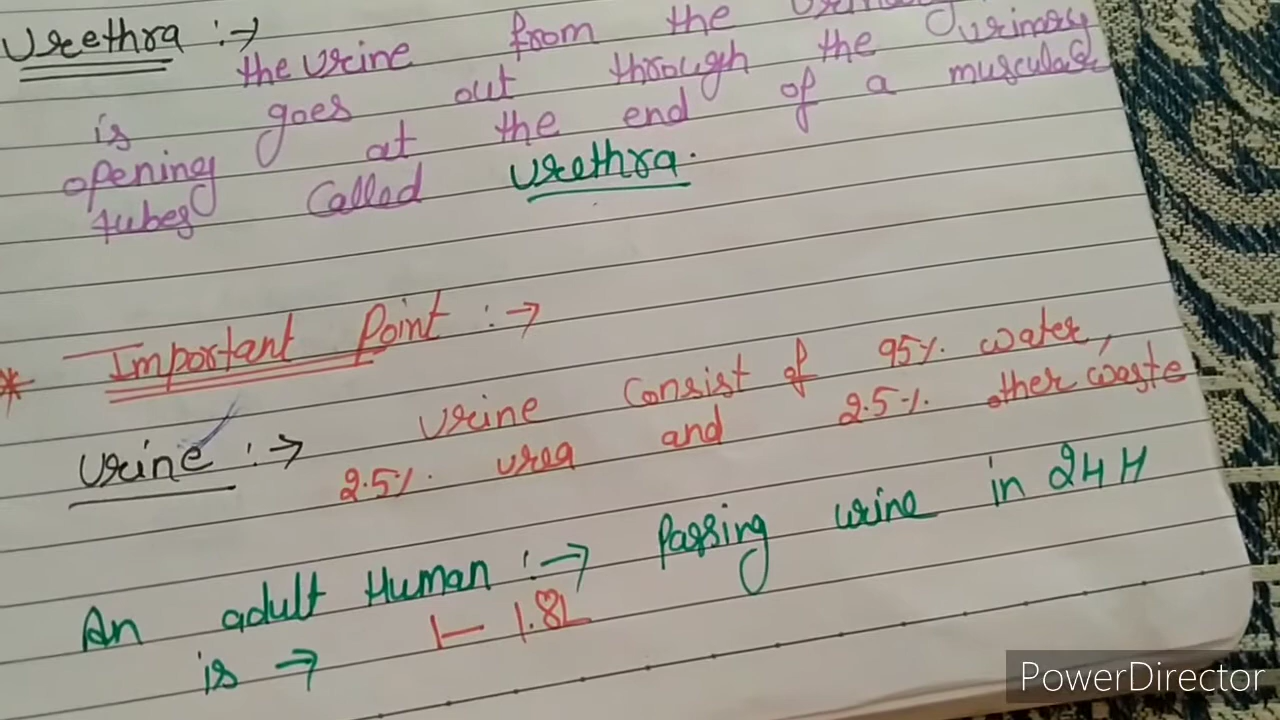 Urethra :→
the urine from the
is goes out through the urinary
opening at the end of a muscular
tubes called urethra.
* Important Point :→
Urine :→ Urine Consist of 95% water,
2.5% urea and 2.5% other waste
An adult Human :→ Passing urine in 24 H
is → 1— 1.8L
PowerDirector